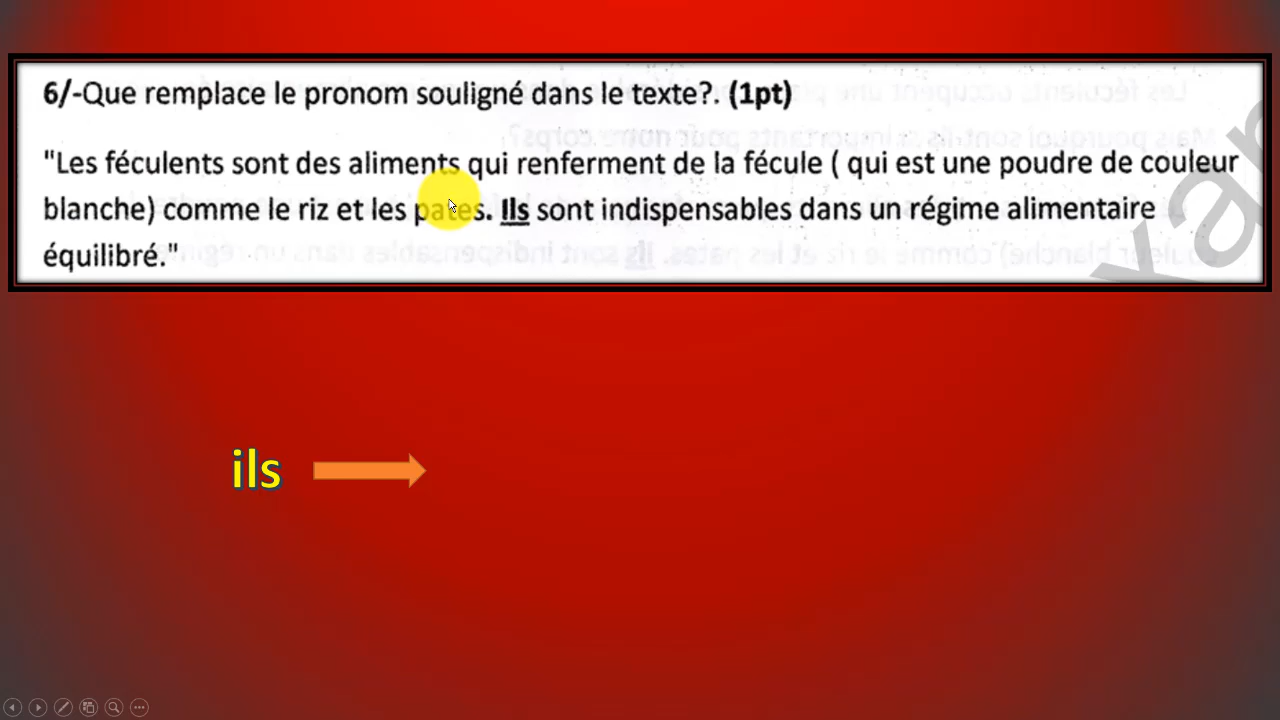 6/-Que remplace le pronom souligné dans le texte?. (1pt)
"Les féculents sont des aliments qui renferment de la fécule ( qui est une poudre de couleur
blanche) comme le riz et les pates. Ils sont indispensables dans un régime alimentaire
équilibré."
ils